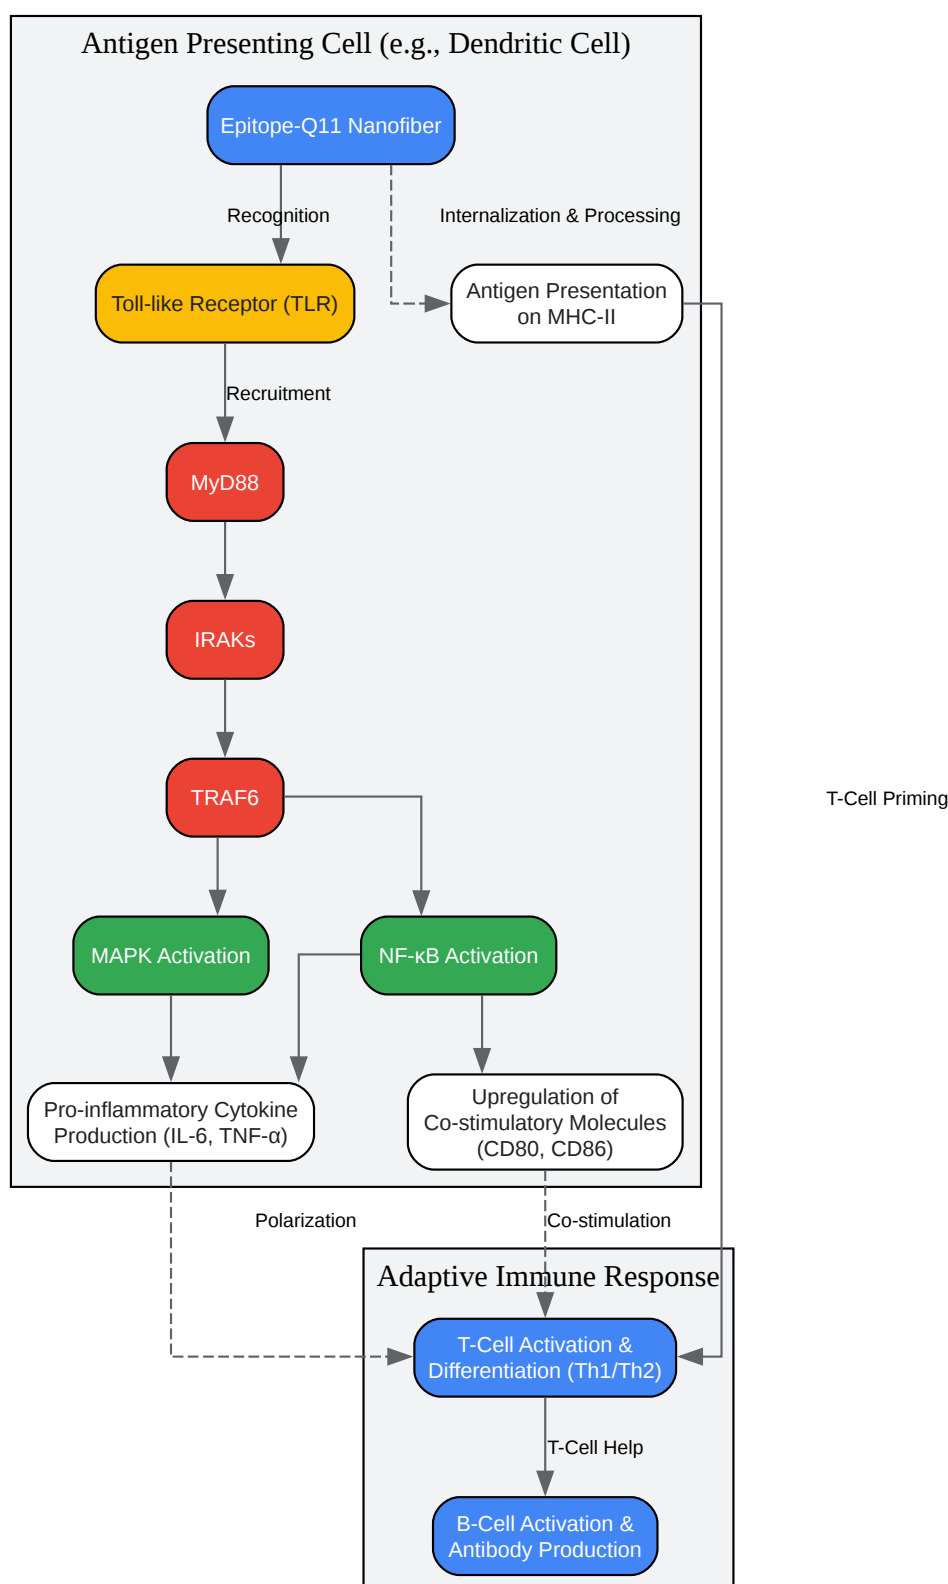 Antigen Presenting Cell (e.g., Dendritic Cell)
Epitope-Q11 Nanofiber
Recognition
Internalization & Processing
Toll-like Receptor (TLR)
Antigen Presentation
on MHC-II
Recruitment
MyD88
IRAKs
TRAF6
T-Cell Priming
MAPK Activation
NF-κB Activation
Pro-inflammatory Cytokine
Production (IL-6, TNF-α)
Upregulation of
Co-stimulatory Molecules
(CD80, CD86)
Polarization
Co-stimulation
Adaptive Immune Response
T-Cell Activation &
Differentiation (Th1/Th2)
T-Cell Help
B-Cell Activation &
Antibody Production